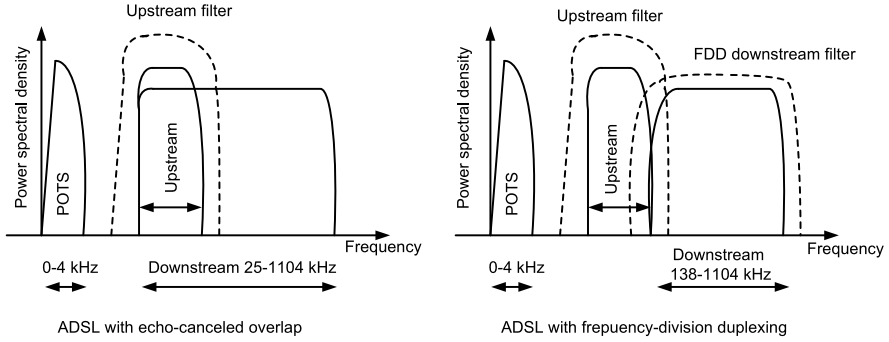 Upstream filter
Power spectral density
POTS
Upstream
Frequency
0-4 kHz
Downstream 25-1104 kHz
ADSL with echo-canceled overlap
Upstream filter
FDD downstream filter
Power spectral density
POTS
Upstream
Frequency
0-4 kHz
Downstream
138-1104 kHz
ADSL with frepuency-division duplexing